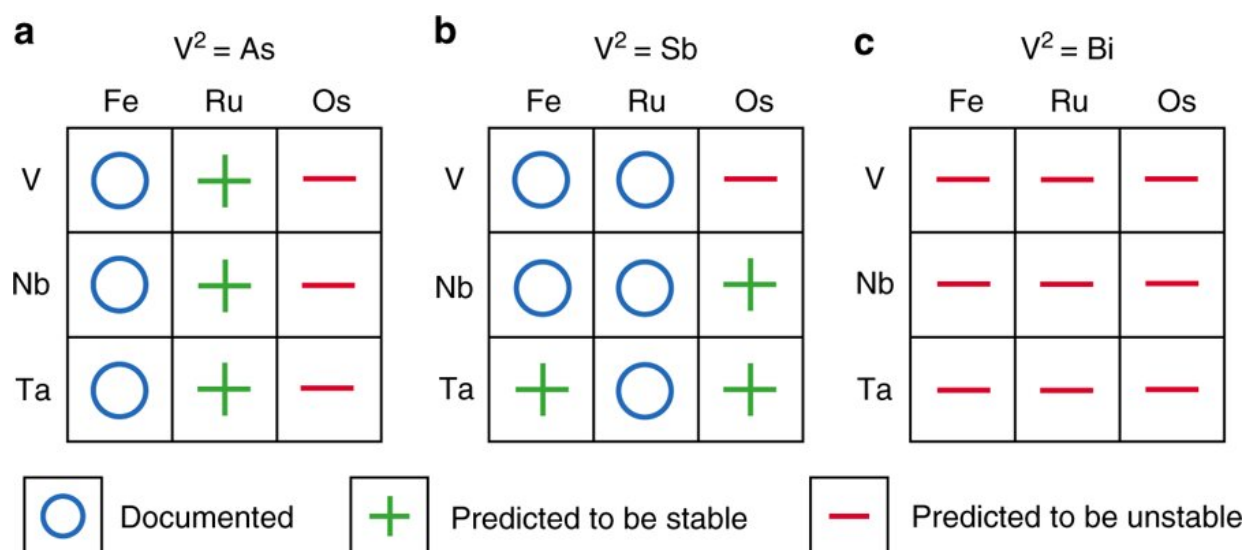 a b c
V² = As V² = Sb V² = Bi
Fe Ru Os Fe Ru Os Fe Ru Os
V V V
Nb Nb Nb
Ta Ta Ta
Documented Predicted to be stable Predicted to be unstable